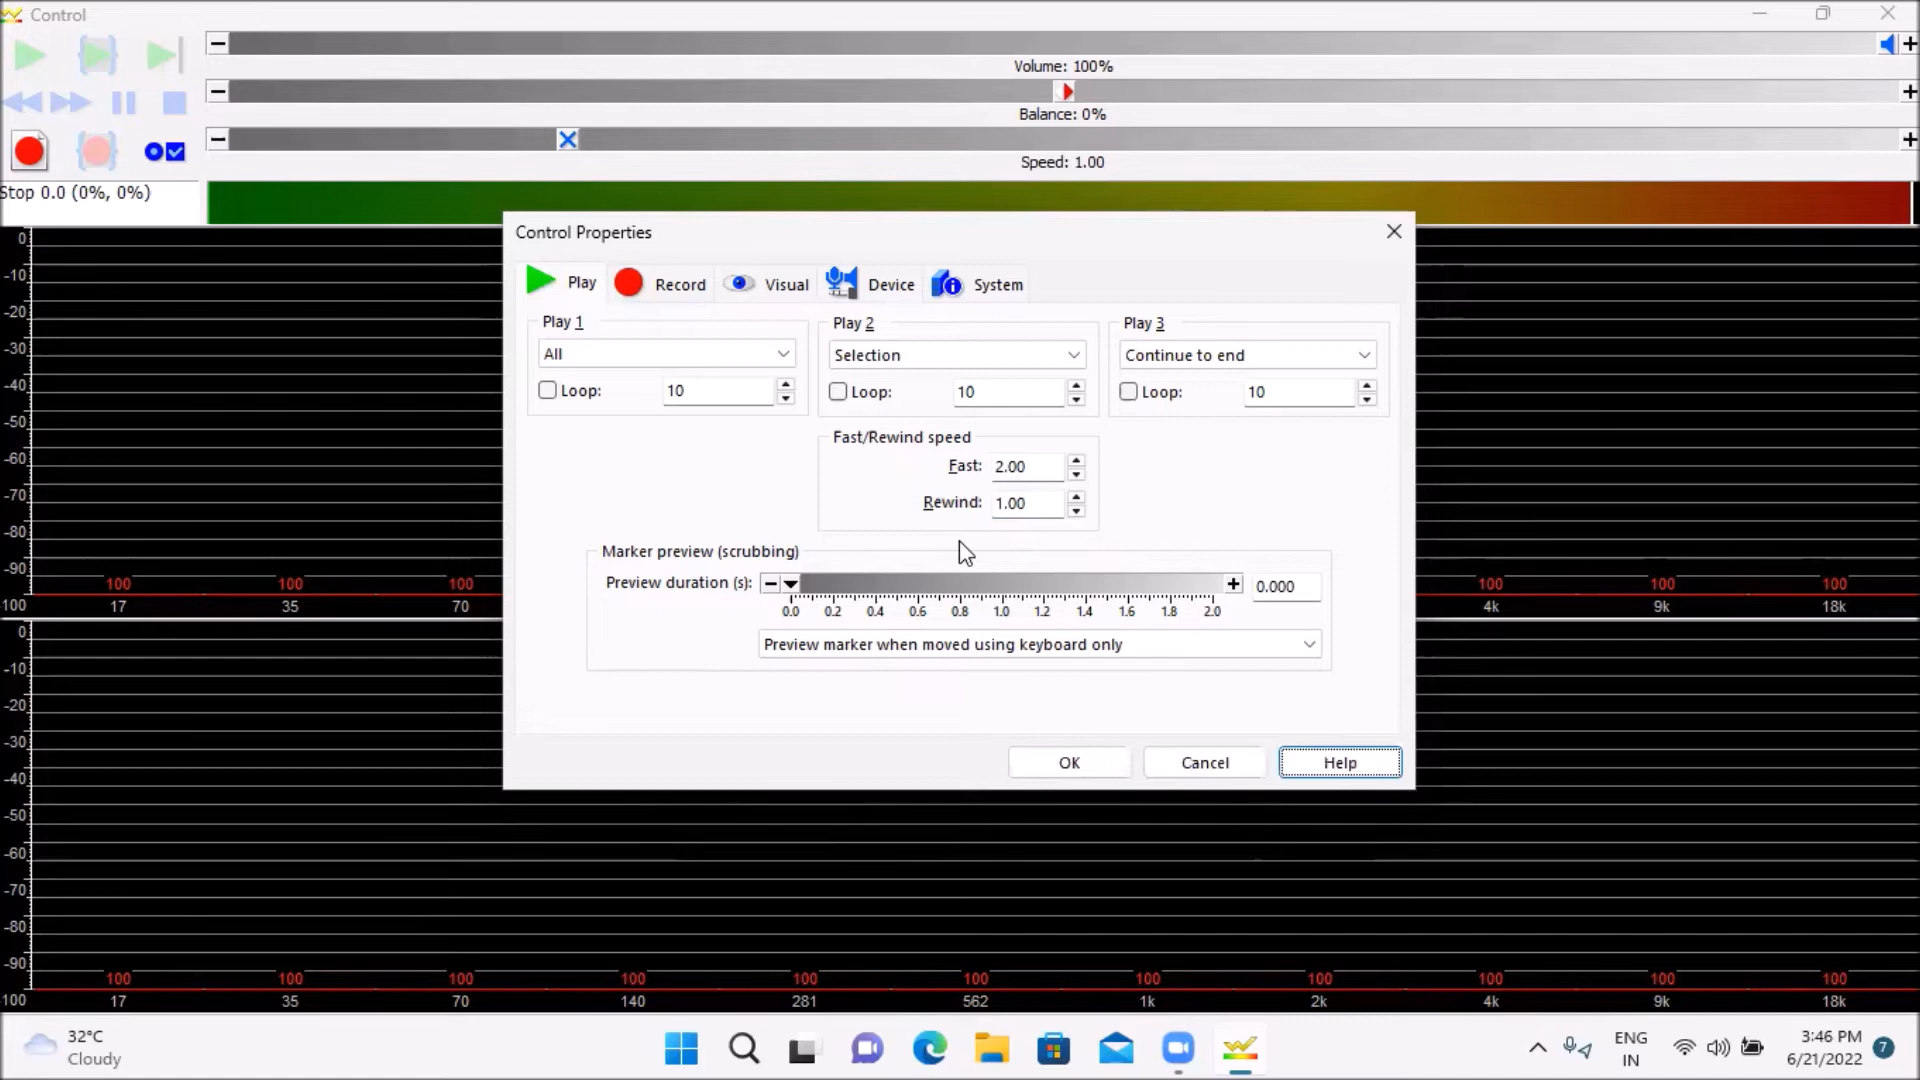 Control
Volume: 100%
Balance: 0%
Speed: 1.00
Stop 0.0 (0%, 0%)
Control Properties
Play
Record
Visual
Device
System
Play 1
Play 2
Play 3
All
Selection
Continue to end
Loop: 10
Loop: 10
Loop: 10
Fast/Rewind speed
Fast: 2.00
Rewind: 1.00
Marker preview (scrubbing)
Preview duration (s):
0.000
0.0 0.2 0.4 0.6 0.8 1.0 1.2 1.4 1.6 1.8 2.0
Preview marker when moved using keyboard only
OK
Cancel
Help
0
-10
-20
-30
-40
-50
-60
-70
-80
-90
-100
100 100 100 100 100 100
17 35 70 4k 9k 18k
0
-10
-20
-30
-40
-50
-60
-70
-80
-90
-100
100 100 100 100 100 100 100 100 100 100 100
17 35 70 140 281 562 1k 2k 4k 9k 18k
32°C
Cloudy
ENG
IN
3:46 PM
6/21/2022
7